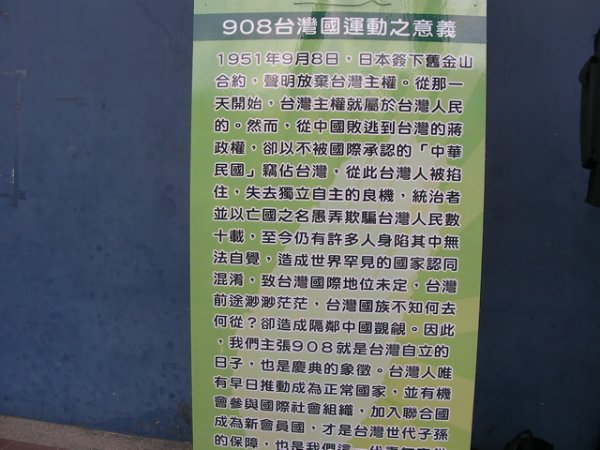 908台灣國運動之意義
1951年9月8日，日本簽下舊金山
合約，聲明放棄台灣主權。從那一
天開始，台灣主權就屬於台灣人民
的。然而，從中國敗逃到台灣的蔣
政權，卻以不被國際承認的「中華
民國」竊佔台灣，從此台灣人被掐
住，失去獨立自主的良機，統治者
並以亡國之名愚弄欺騙台灣人民數
十載，至今仍有許多人身陷其中無
法自覺，造成世界罕見的國家認同
混淆，致台灣國際地位未定，台灣
前途渺渺茫茫，台灣國族不知何去
何從？卻造成隔鄰中國覬覦。因此
，我們主張908就是台灣自立的
日子，也是慶典的象徵。台灣人唯
有早日推動成為正常國家，並有機
會參與國際社會組織，加入聯合國
成為新會員國，才是台灣世代子孫
的保障，也是我們這一代